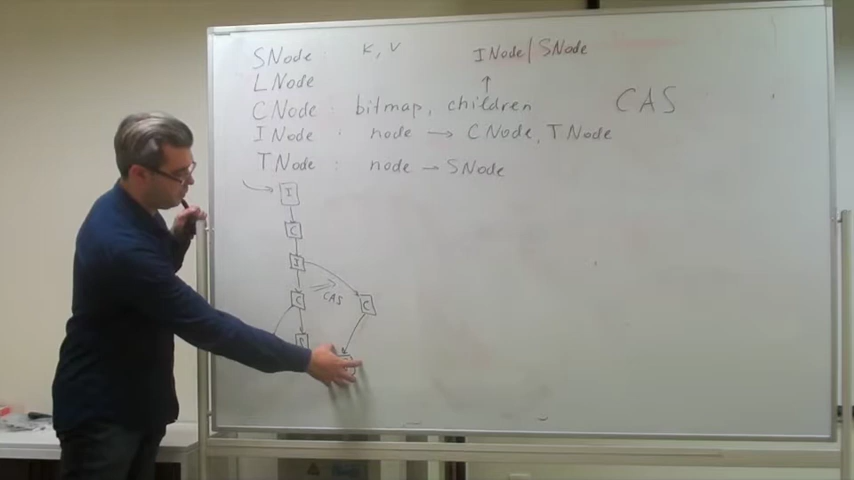 SNode : K, V INode/SNode
LNode
CNode : bitmap, children CAS
INode : node → CNode, TNode
TNode : node → SNode
I
C
I
C CAS C